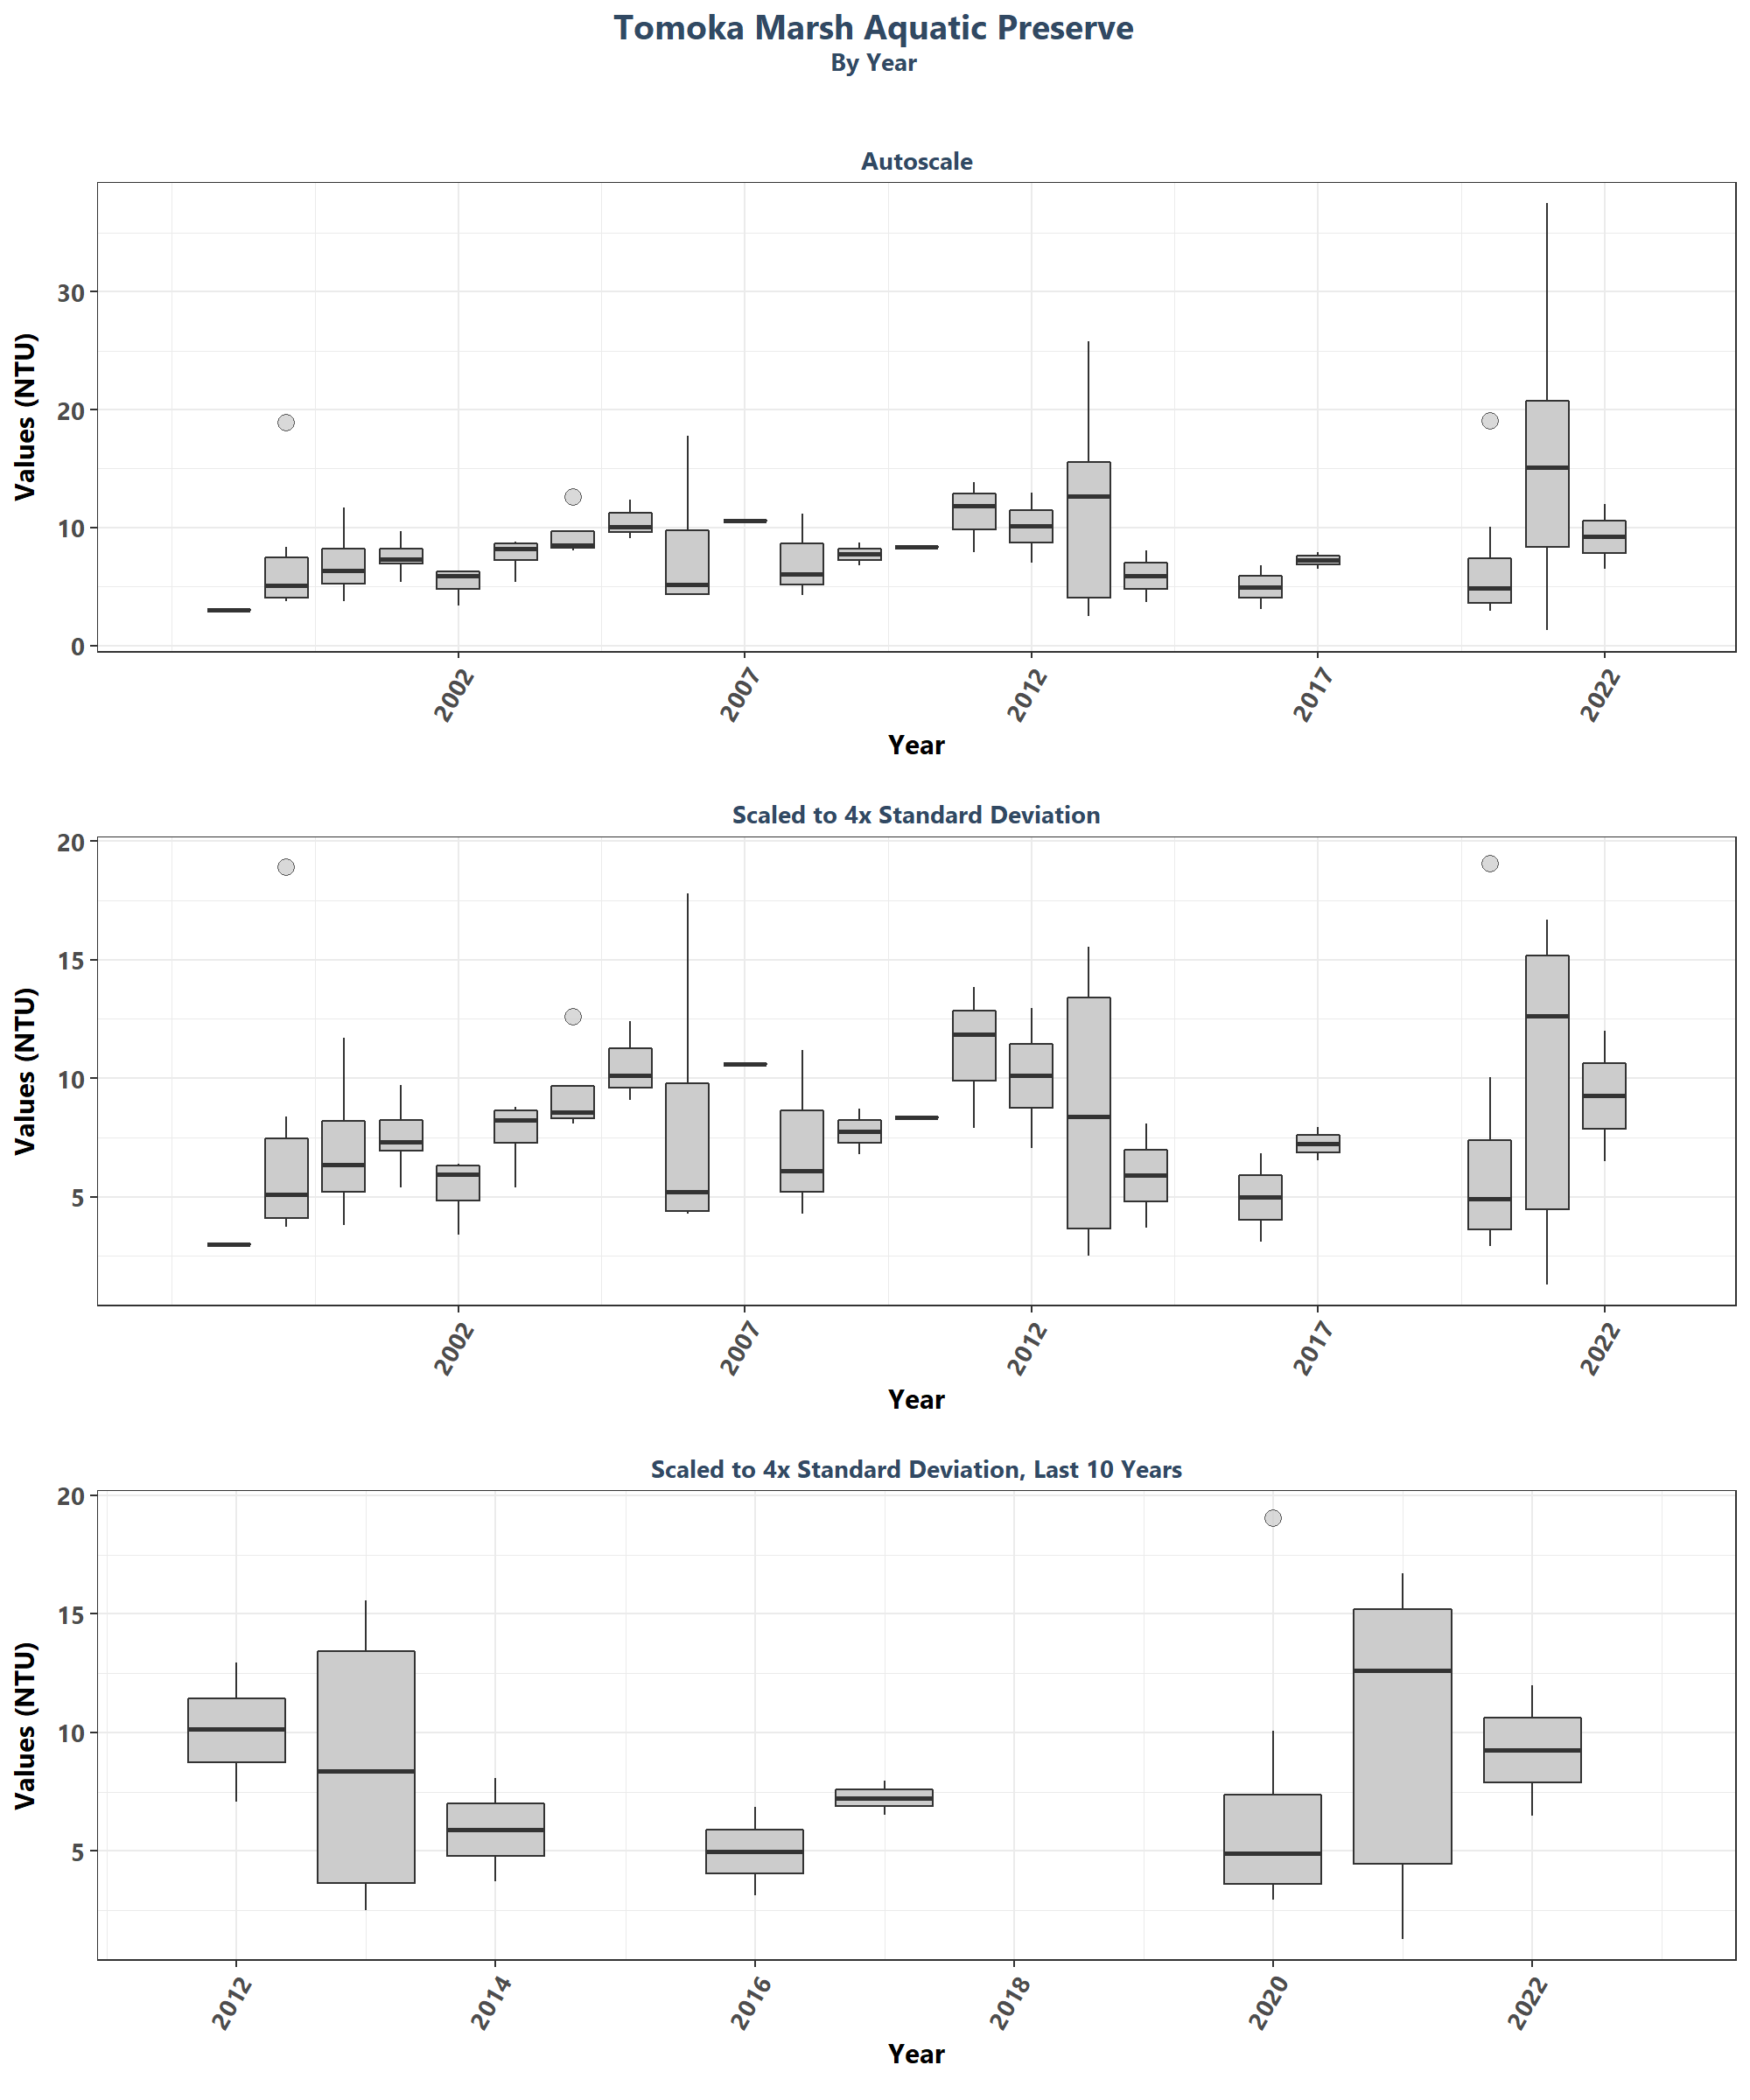 Tomoka Marsh Aquatic Preserve
By Year
Autoscale
Values (NTU)
30
20
10
0
2002 2007 2012 2017 2022
Year
Scaled to 4x Standard Deviation
Values (NTU)
20
15
10
5
2002 2007 2012 2017 2022
Year
Scaled to 4x Standard Deviation, Last 10 Years
Values (NTU)
20
15
10
5
2012 2014 2016 2018 2020 2022
Year